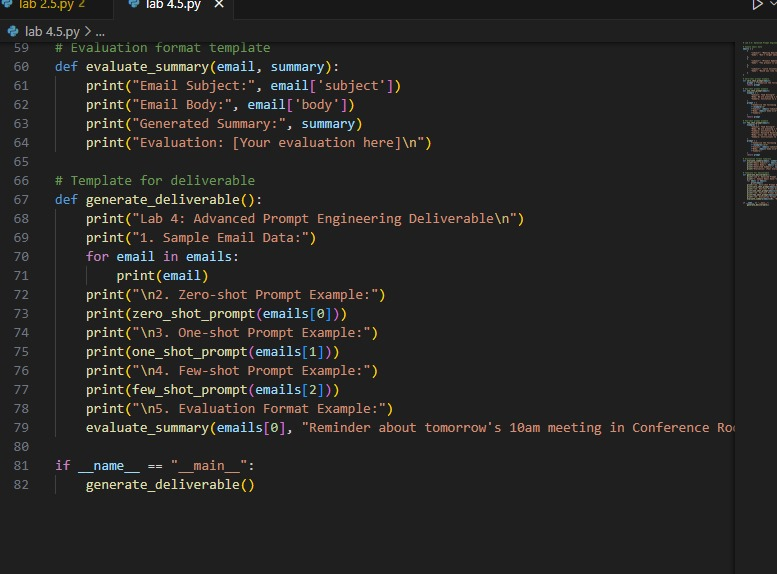 lab 2.5.py 2
lab 4.5.py
lab 4.5.py > ...
59 # Evaluation format template
60 def evaluate_summary(email, summary):
61     print("Email Subject:", email['subject'])
62     print("Email Body:", email['body'])
63     print("Generated Summary:", summary)
64     print("Evaluation: [Your evaluation here]\n")
65
66 # Template for deliverable
67 def generate_deliverable():
68     print("Lab 4: Advanced Prompt Engineering Deliverable\n")
69     print("1. Sample Email Data:")
70     for email in emails:
71         print(email)
72     print("\n2. Zero-shot Prompt Example:")
73     print(zero_shot_prompt(emails[0]))
74     print("\n3. One-shot Prompt Example:")
75     print(one_shot_prompt(emails[1]))
76     print("\n4. Few-shot Prompt Example:")
77     print(few_shot_prompt(emails[2]))
78     print("\n5. Evaluation Format Example:")
79     evaluate_summary(emails[0], "Reminder about tomorrow's 10am meeting in Conference Ro
80
81 if __name__ == "__main__":
82     generate_deliverable()